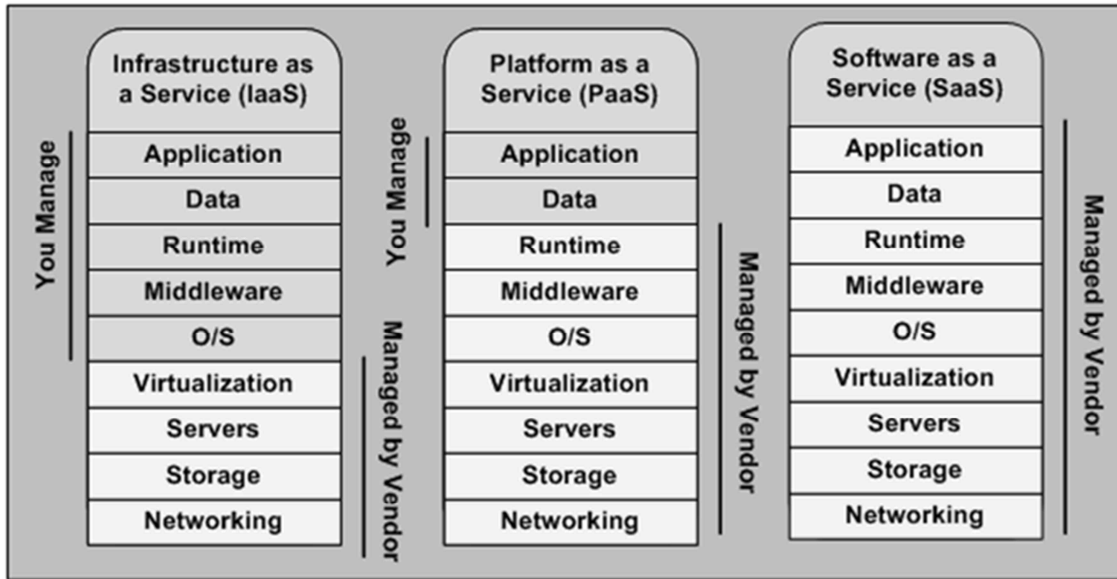 Infrastructure as
a Service (IaaS)
Application
Data
Runtime
Middleware
O/S
Virtualization
Servers
Storage
Networking
You Manage
Managed by Vendor
Platform as a
Service (PaaS)
Application
Data
Runtime
Middleware
O/S
Virtualization
Servers
Storage
Networking
You Manage
Managed by Vendor
Software as a
Service (SaaS)
Application
Data
Runtime
Middleware
O/S
Virtualization
Servers
Storage
Networking
Managed by Vendor